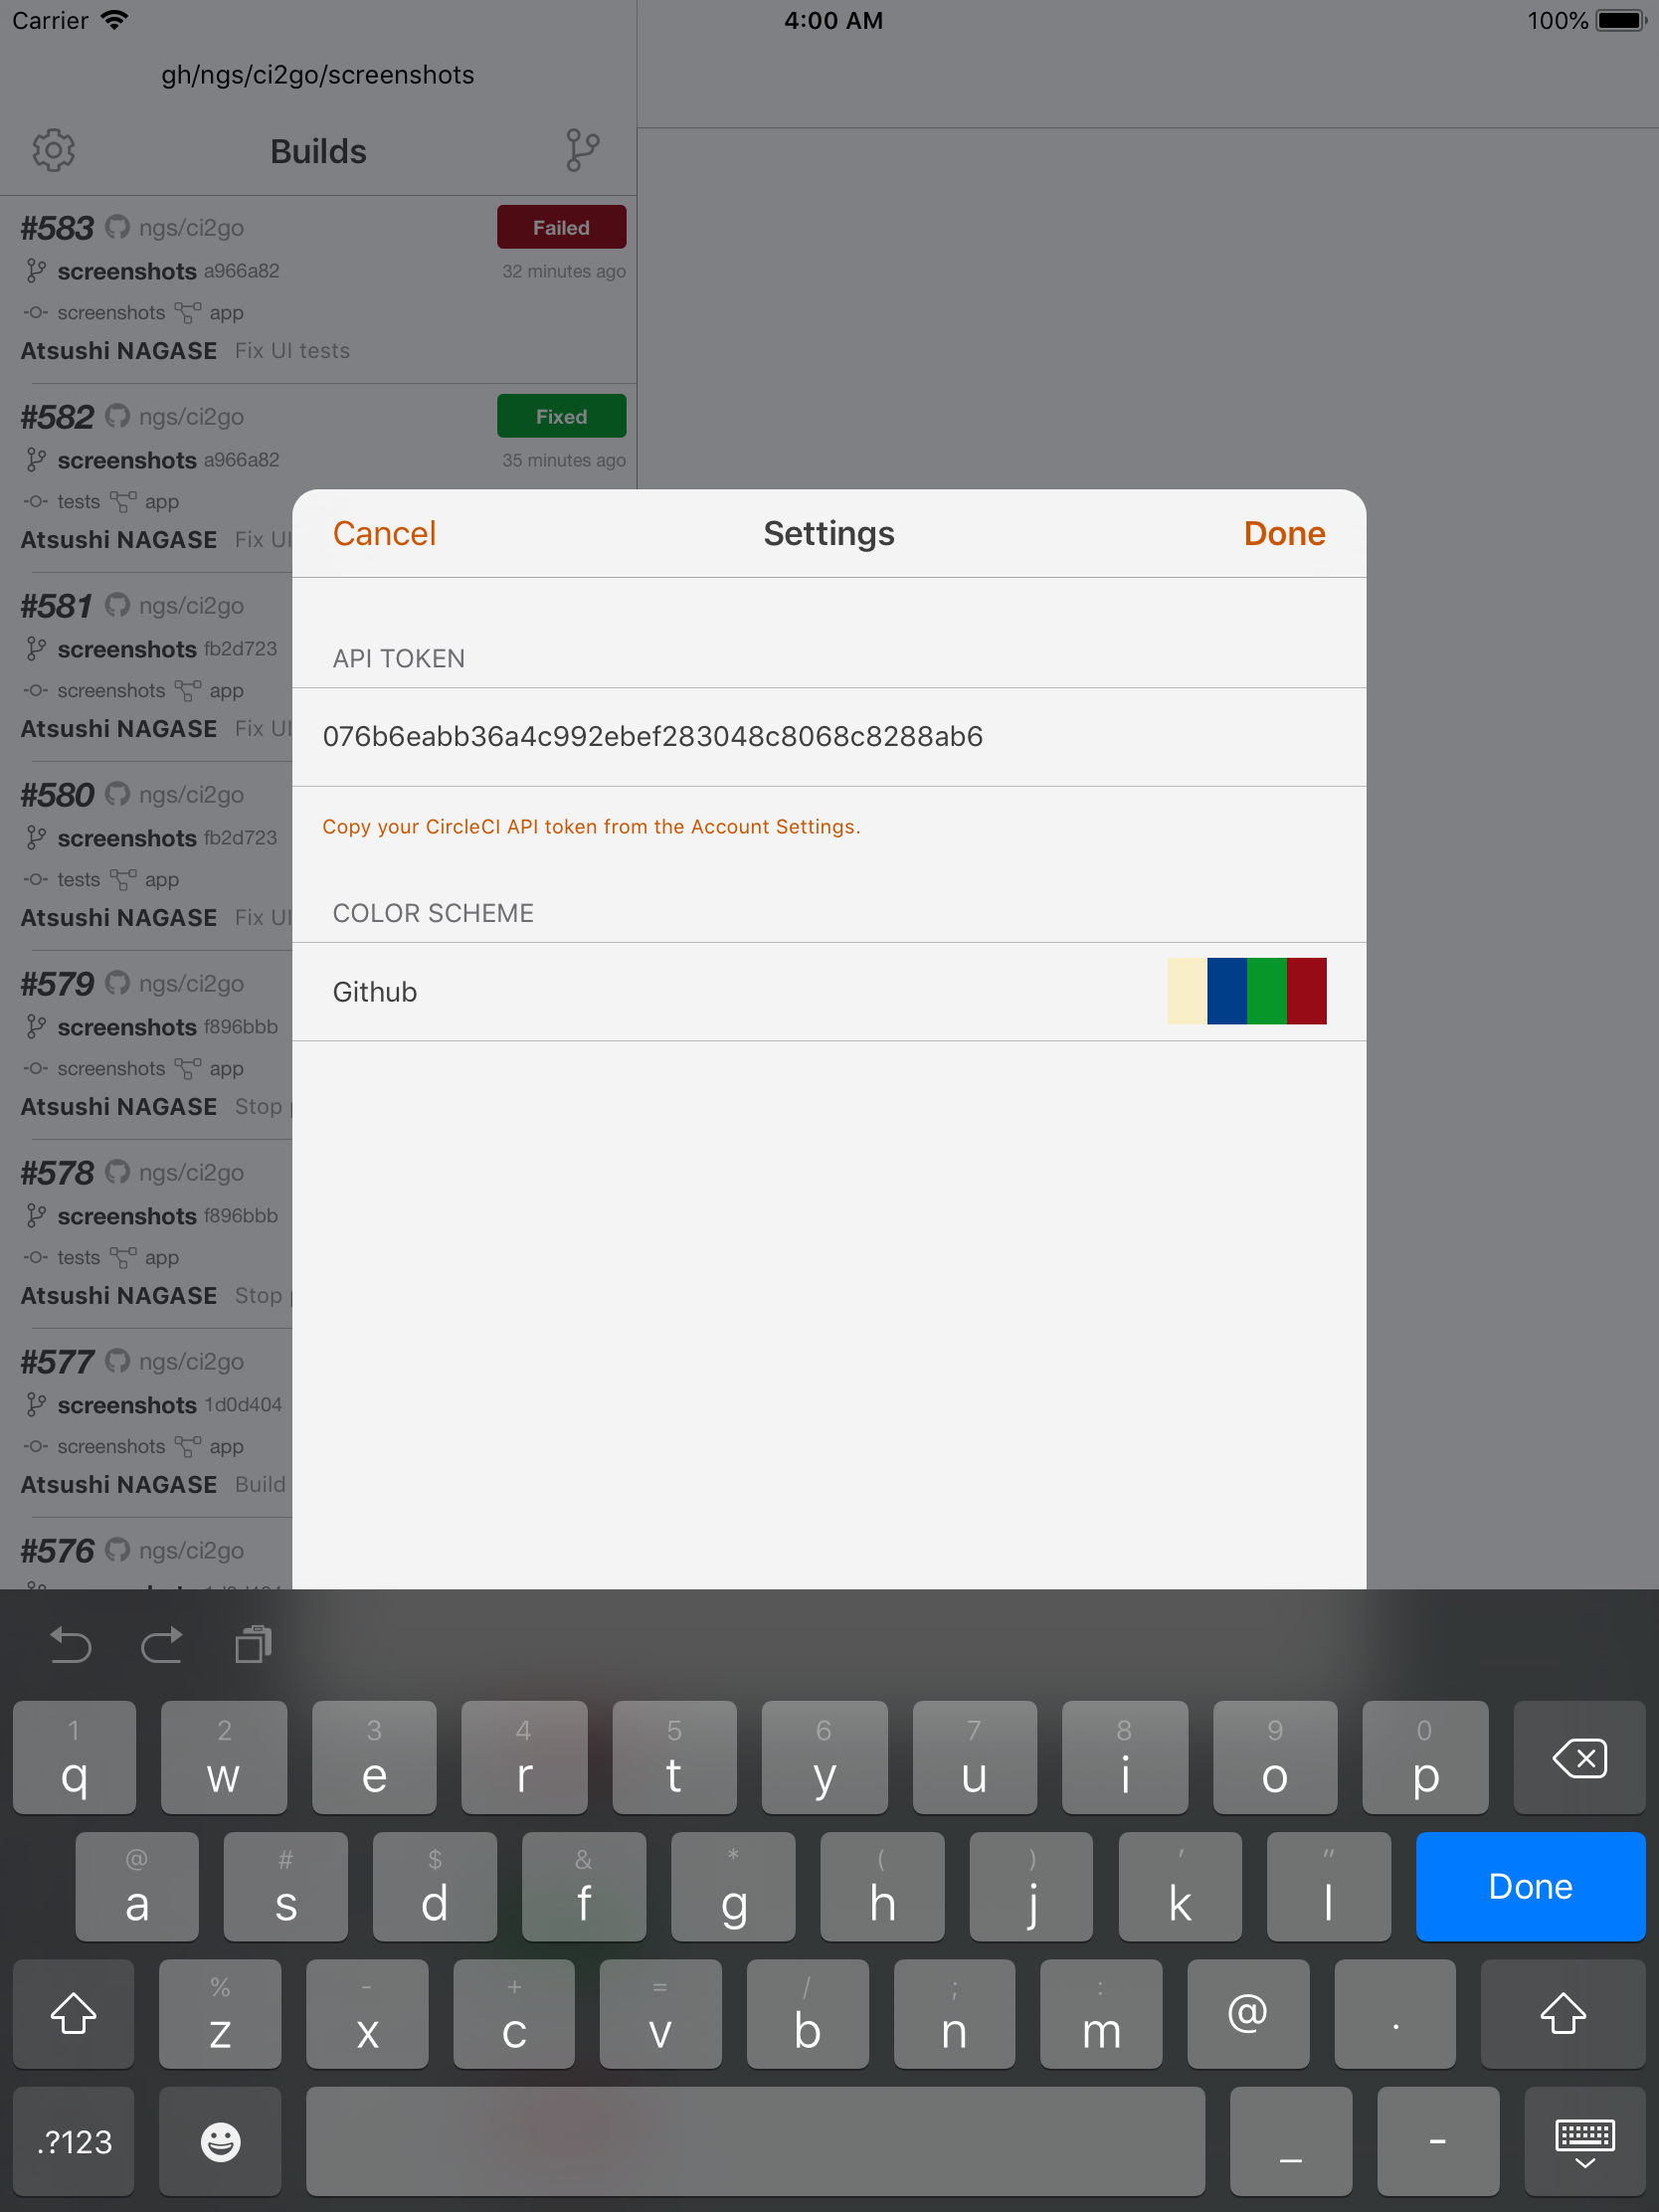 Carrier 4:00 AM 100%
gh/ngs/ci2go/screenshots
Builds
#583 ngs/ci2go Failed
screenshots a966a82 32 minutes ago
screenshots app
Atsushi NAGASE Fix UI tests
#582 ngs/ci2go Fixed
screenshots a966a82 35 minutes ago
tests app
Atsushi NAGASE Fix UI
#581 ngs/ci2go
screenshots fb2d723
screenshots app
Atsushi NAGASE Fix UI
#580 ngs/ci2go
screenshots fb2d723
tests app
Atsushi NAGASE Fix UI
#579 ngs/ci2go
screenshots f896bbb
screenshots app
Atsushi NAGASE Stop
#578 ngs/ci2go
screenshots f896bbb
tests app
Atsushi NAGASE Stop
#577 ngs/ci2go
screenshots 1d0d404
screenshots app
Atsushi NAGASE Build
#576 ngs/ci2go
Cancel Settings Done
API TOKEN
076b6eabb36a4c992ebef283048c8068c8288ab6
Copy your CircleCI API token from the Account Settings.
COLOR SCHEME
Github
1 2 3 4 5 6 7 8 9 0
q w e r t y u i o p
@ # $ & * ( ) ' "
a s d f g h j k l Done
% - + = / ; :
z x c v b n m @ .
.?123 _ -